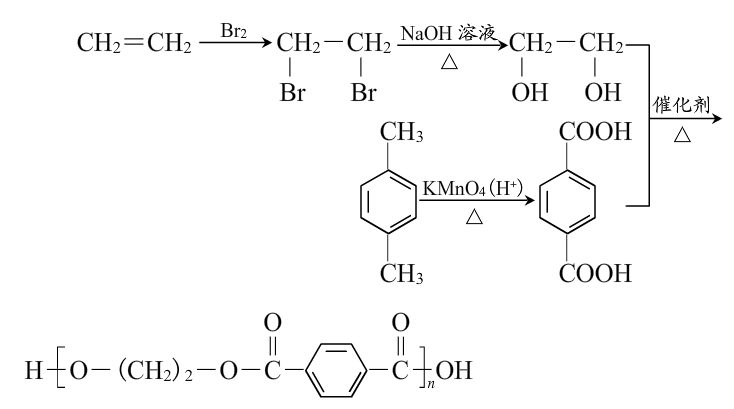 CH₂=CH₂ Br₂ CH₂—CH₂ NaOH 溶液 CH₂—CH₂
△
Br Br OH OH
催化剂
△
CH₃ COOH
KMnO₄(H⁺)
△
CH₃ COOH
O O
H[O—(CH₂)₂—O—C C]ₙOH